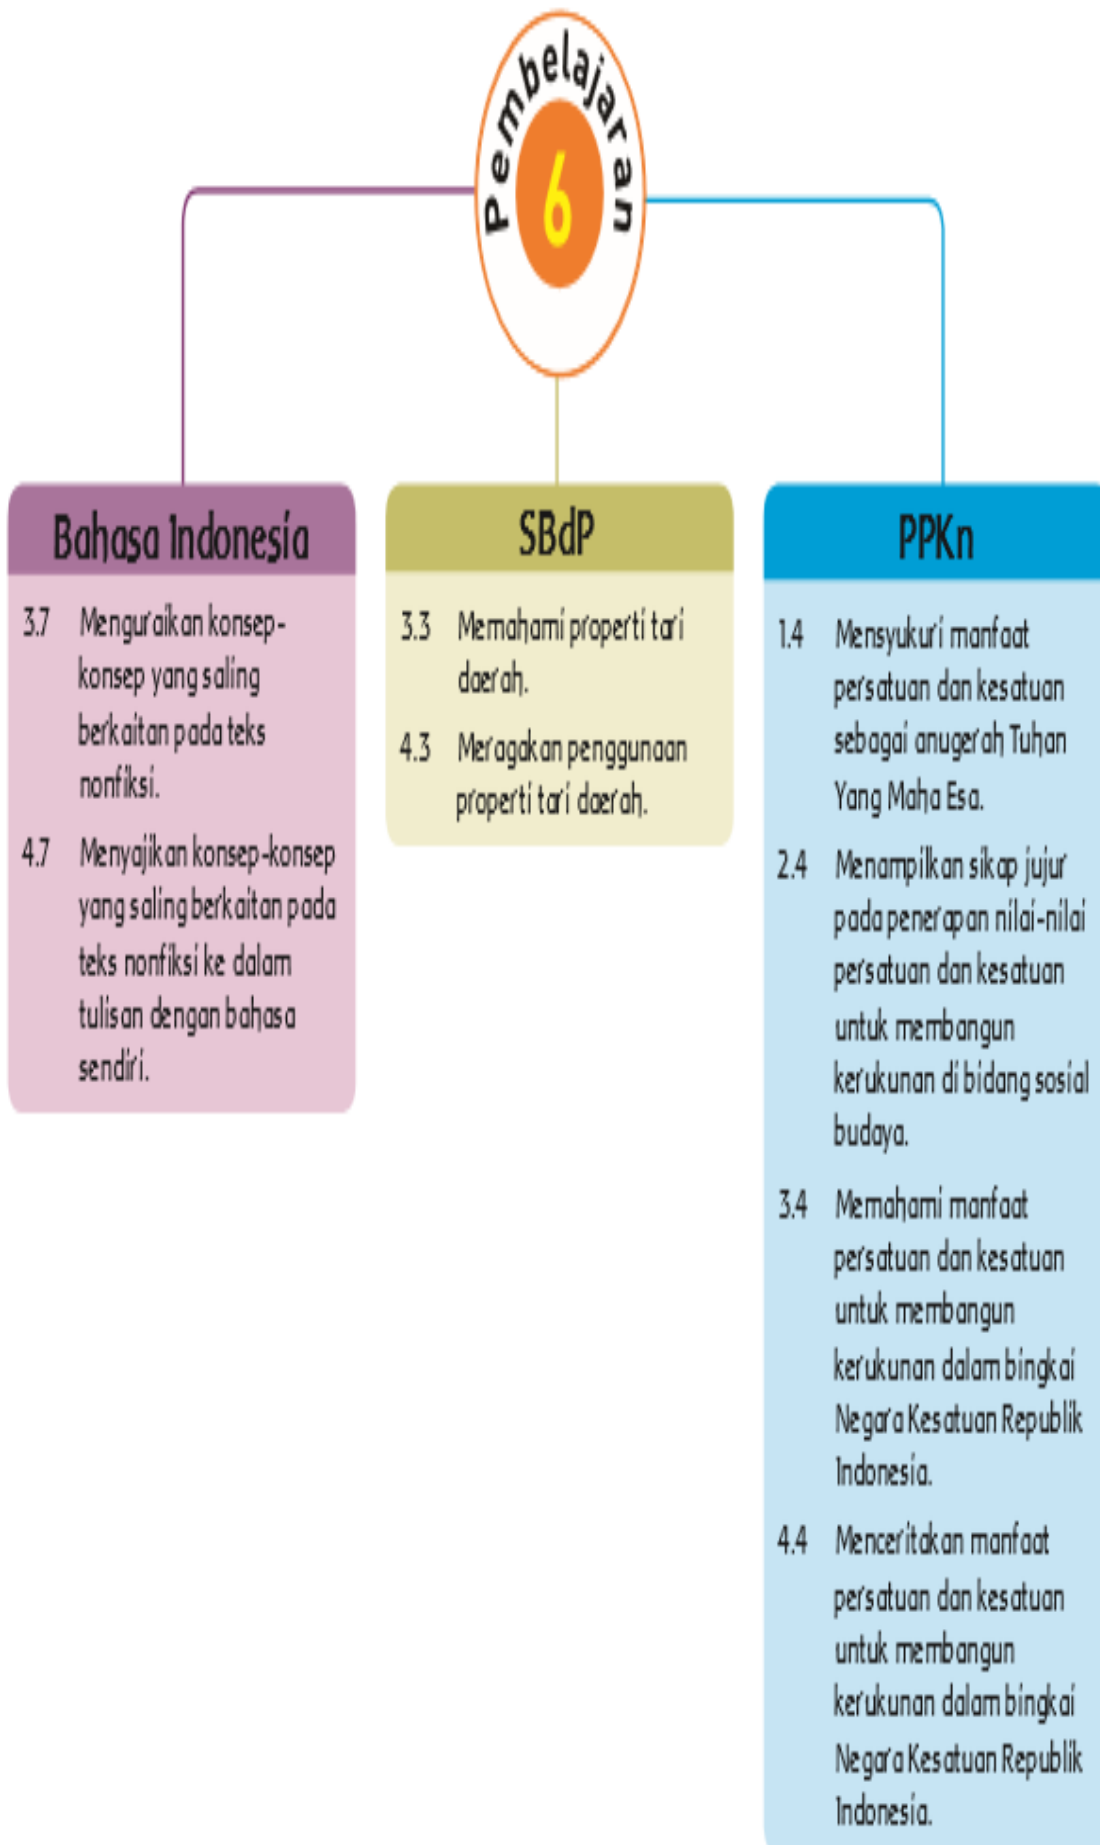 Pembelajaran
6
Bahasa Indonesia
3.7 Menguraikan konsep-
konsep yang saling
berkaitan pada teks
nonfiksi.
4.7 Menyajikan konsep-konsep
yang saling berkaitan pada
teks nonfiksi ke dalam
tulisan dengan bahasa
sendiri.
SBdP
3.3 Memahami properti tari
daerah.
4.3 Meragakan penggunaan
properti tari daerah.
PPKn
1.4 Mensyukuri manfaat
persatuan dan kesatuan
sebagai anugerah Tuhan
Yang Maha Esa.
2.4 Menampilkan sikap jujur
pada penerapan nilai-nilai
persatuan dan kesatuan
untuk membangun
kerukunan di bidang sosial
budaya.
3.4 Memahami manfaat
persatuan dan kesatuan
untuk membangun
kerukunan dalam bingkai
Negara Kesatuan Republik
Indonesia.
4.4 Menceritakan manfaat
persatuan dan kesatuan
untuk membangun
kerukunan dalam bingkai
Negara Kesatuan Republik
Indonesia.